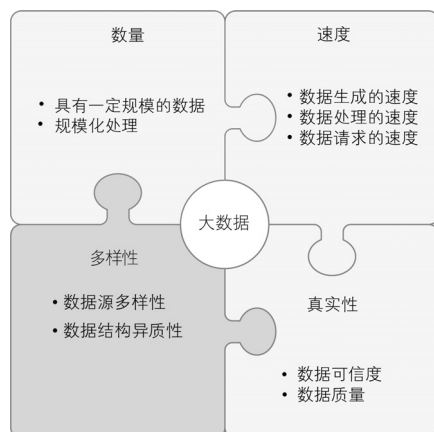 数量
• 具有一定规模的数据
• 规模化处理
速度
• 数据生成的速度
• 数据处理的速度
• 数据请求的速度
大数据
多样性
• 数据源多样性
• 数据结构异质性
真实性
• 数据可信度
• 数据质量